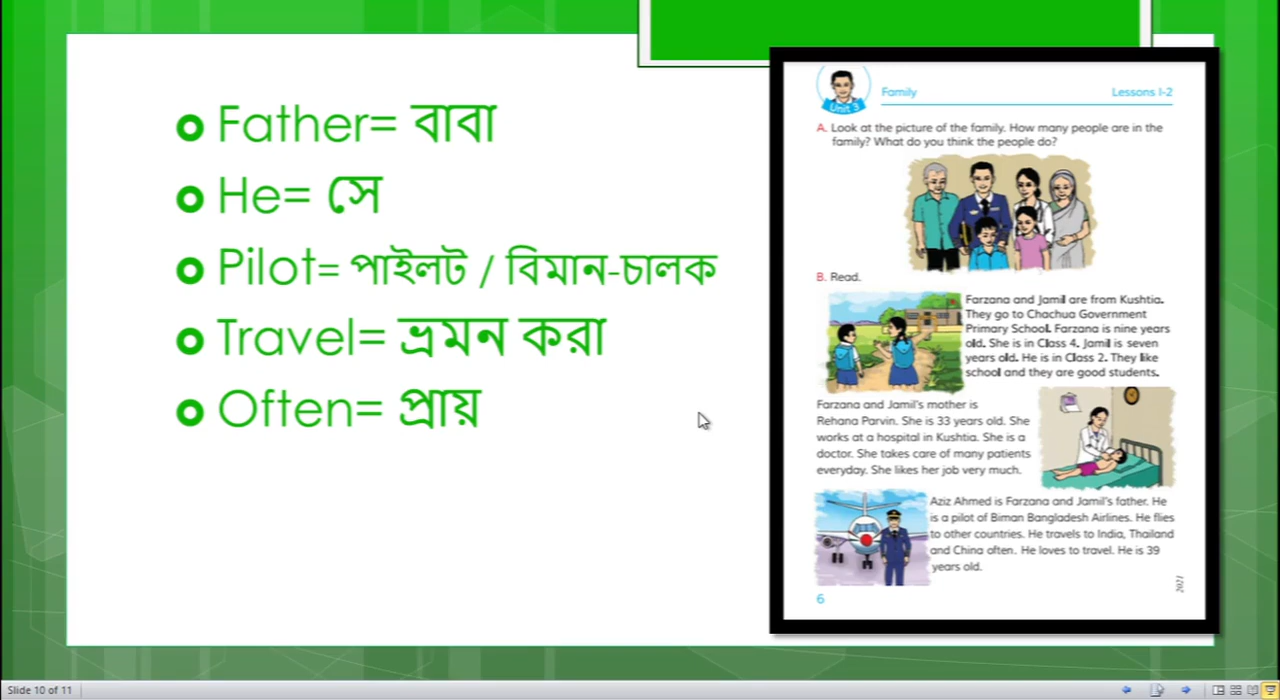 Father= বাবা
He= সে
Pilot= পাইলট / বিমান-চালক
Travel= ভ্রমন করা
Often= প্রায়
Unit 3
Family
Lessons 1-2
A. Look at the picture of the family. How many people are in the
family? What do you think the people do?
B. Read.
Farzana and Jamil are from Kushtia.
They go to Chachua Government
Primary School. Farzana is nine years
old. She is in Class 4. Jamil is seven
years old. He is in Class 2. They like
school and they are good students.
Farzana and Jamil's mother is
Rehana Parvin. She is 33 years old. She
works at a hospital in Kushtia. She is a
doctor. She takes care of many patients
everyday. She likes her job very much.
Aziz Ahmed is Farzana and Jamil's father. He
is a pilot of Biman Bangladesh Airlines. He flies
to other countries. He travels to India, Thailand
and China often. He loves to travel. He is 39
years old.
6
2021
Slide 10 of 11